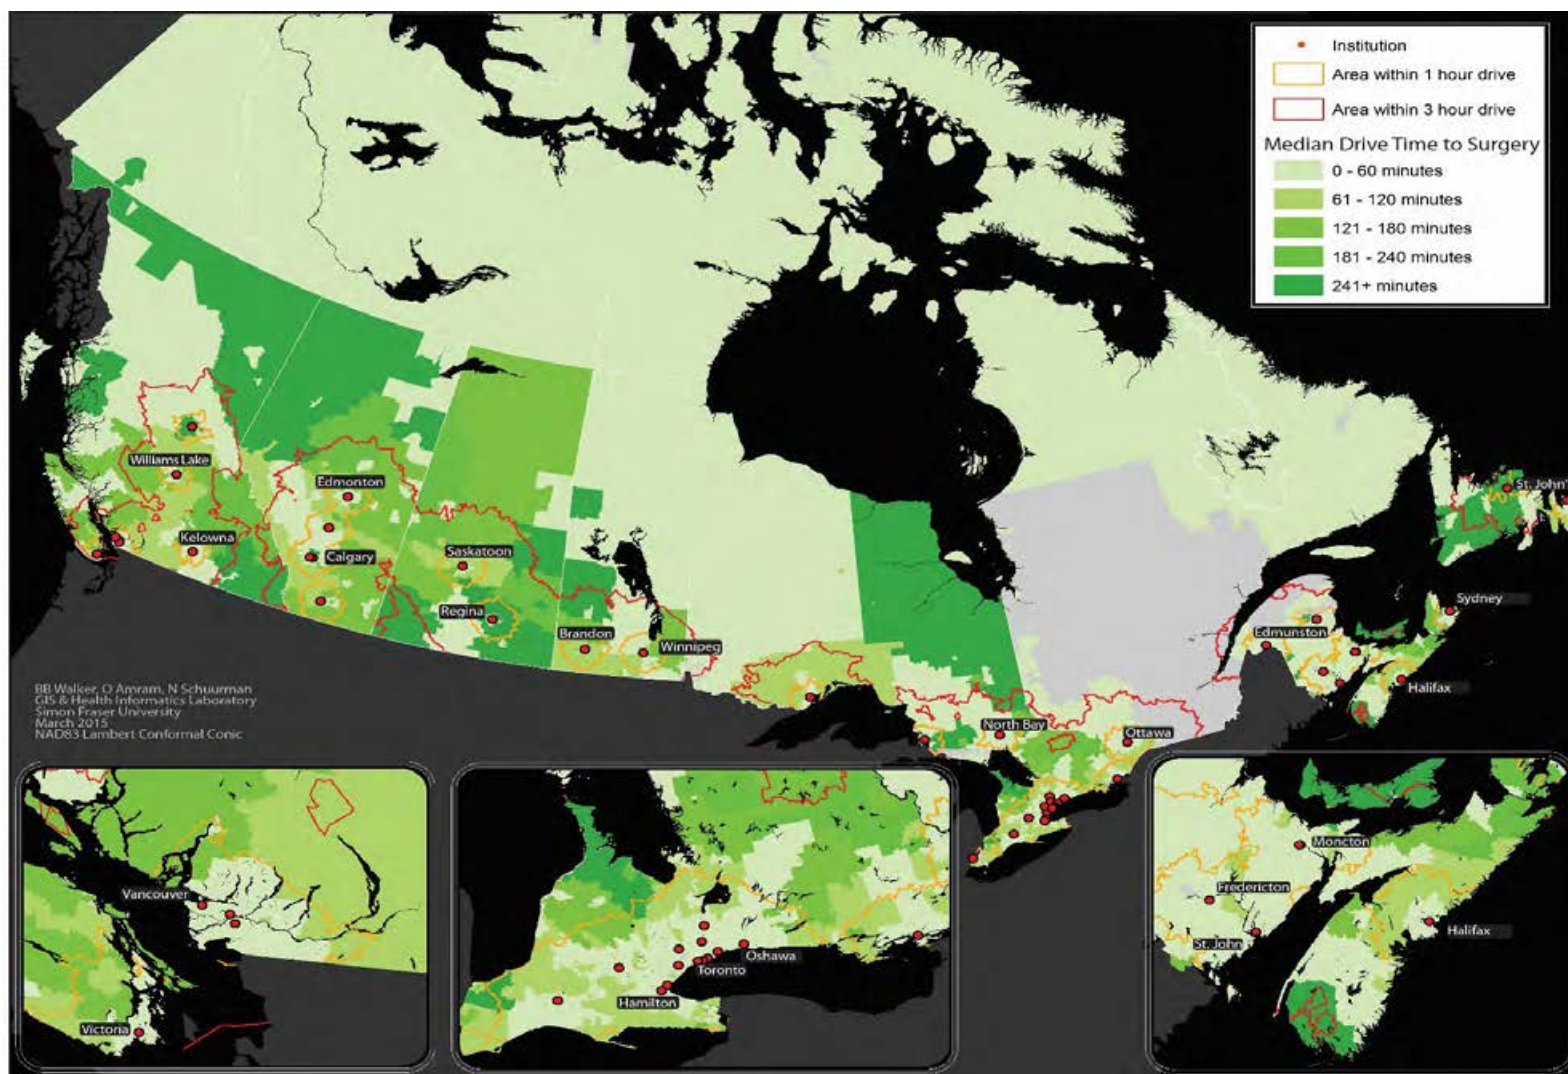 Institution
Area within 1 hour drive
Area within 3 hour drive
Median Drive Time to Surgery
0 - 60 minutes
61 - 120 minutes
121 - 180 minutes
181 - 240 minutes
241+ minutes
Williams Lake
Edmonton
Kelowna
Calgary
Saskatoon
Regina
Brandon
Winnipeg
North Bay
Ottawa
St. John'
Sydney
Edmunston
Halifax
BB Walker, O Amram, N Schuurman
GIS & Health Informatics Laboratory
Simon Fraser University
March 2015
NAD83 Lambert Conformal Conic
Vancouver
Victoria
Oshawa
Toronto
Hamilton
Moncton
Fredericton
St. John
Halifax